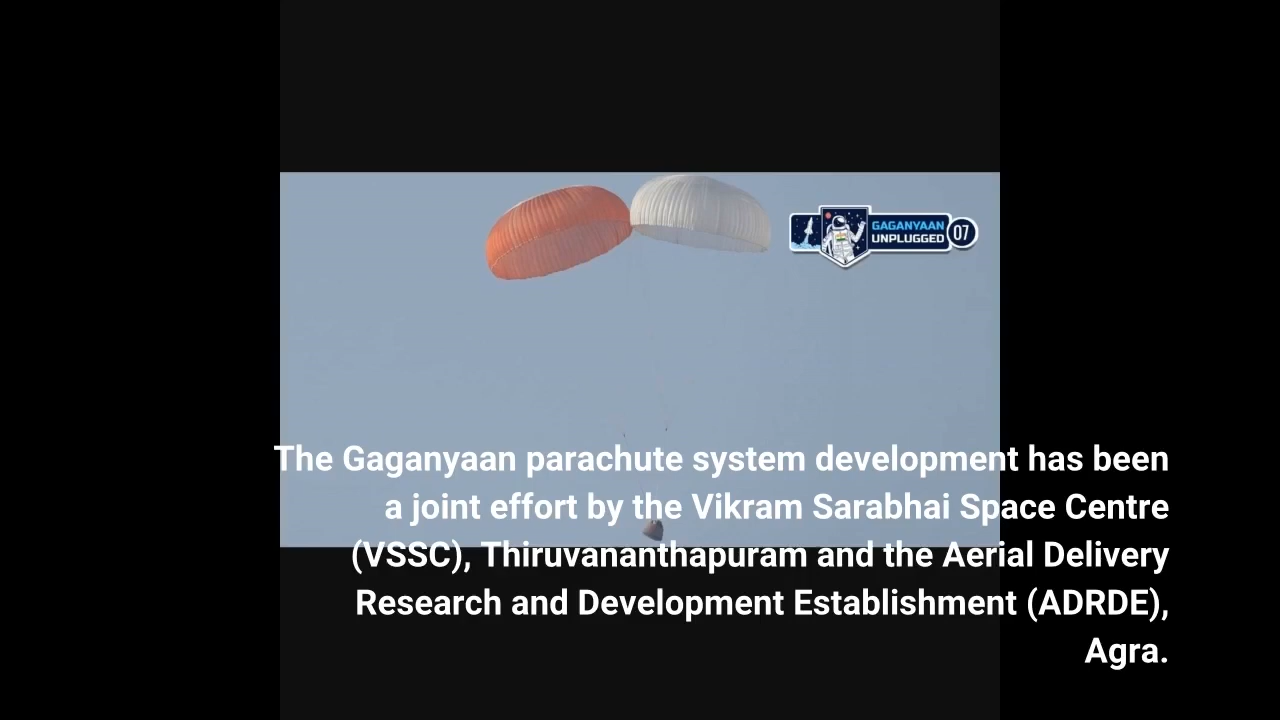 GAGANYAAN
UNPLUGGED
07
The Gaganyaan parachute system development has been
a joint effort by the Vikram Sarabhai Space Centre
(VSSC), Thiruvananthapuram and the Aerial Delivery
Research and Development Establishment (ADRDE),
Agra.